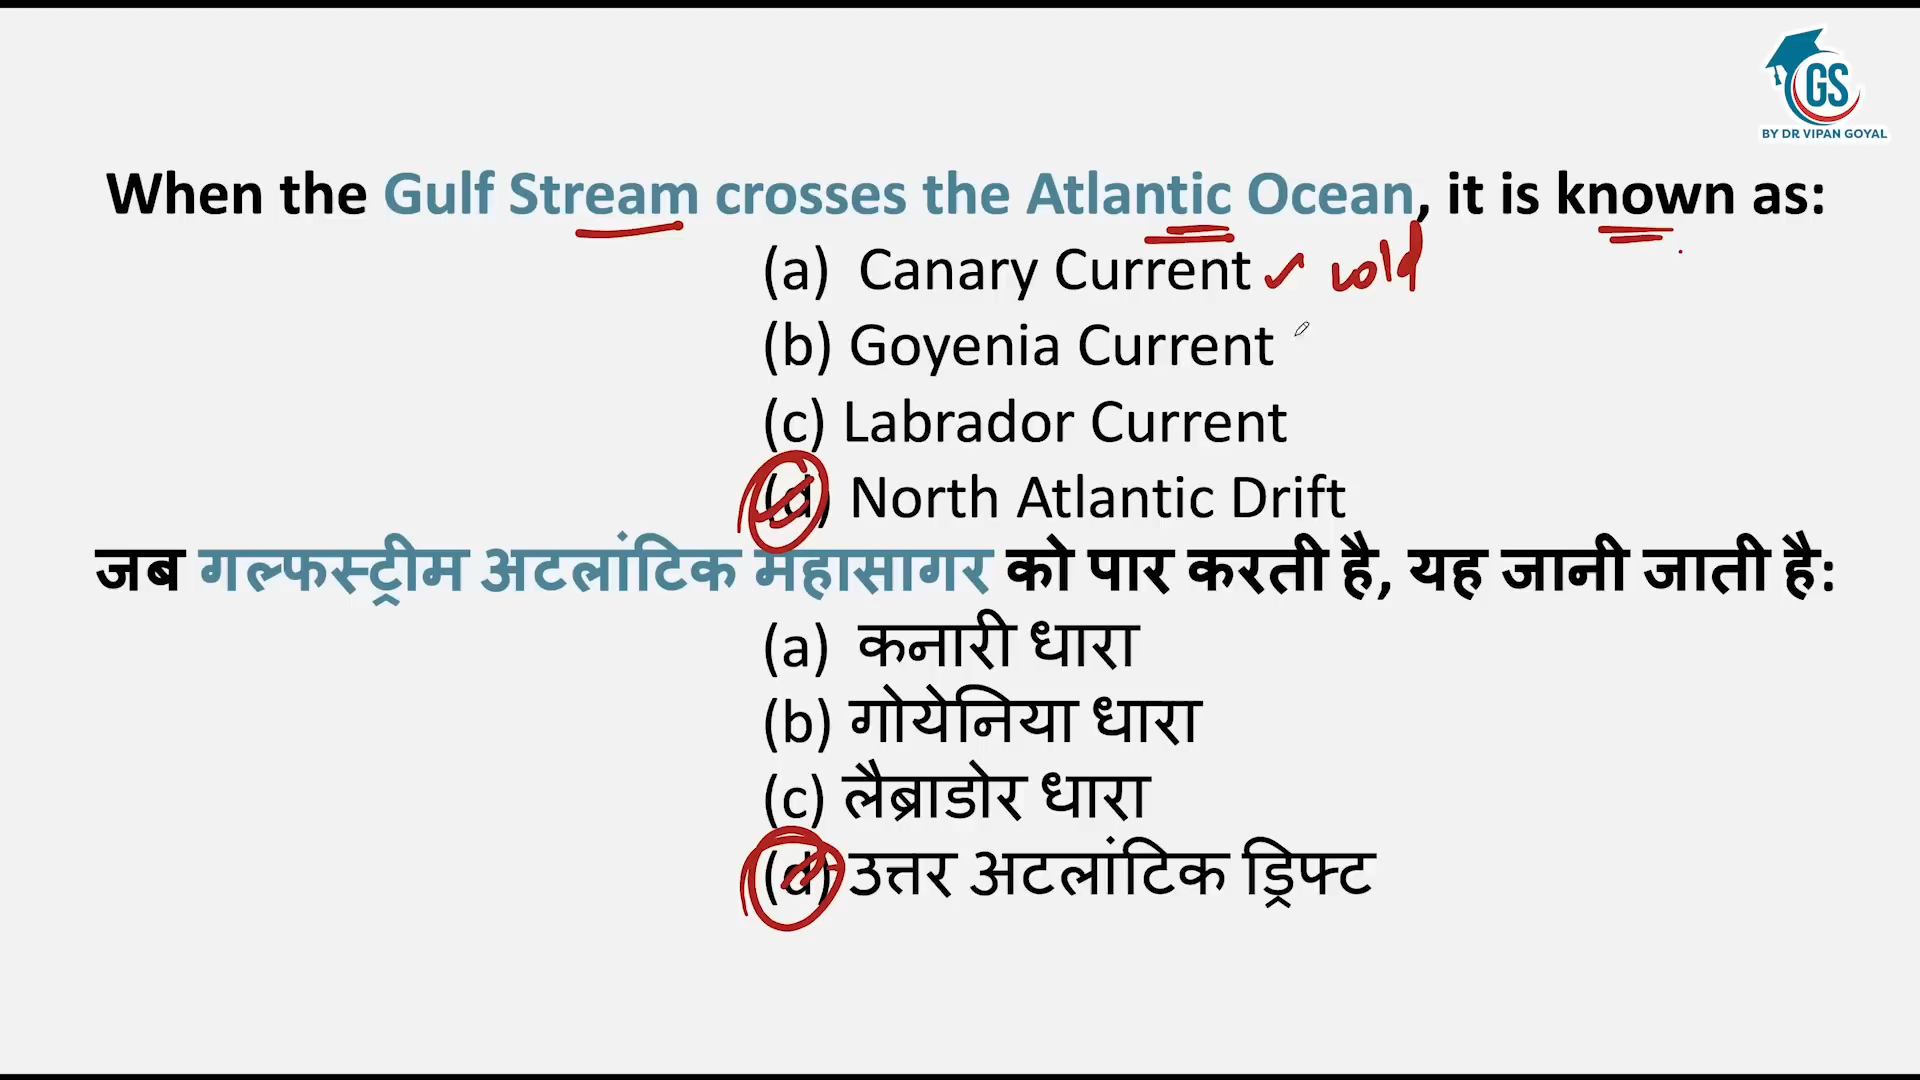 GS
BY DR VIPAN GOYAL
When the Gulf Stream crosses the Atlantic Ocean, it is known as:
(a) Canary Current ✓ cold
(b) Goyenia Current
(c) Labrador Current
(d) North Atlantic Drift
जब गल्फस्ट्रीम अटलांटिक महासागर को पार करती है, यह जानी जाती है:
(a) कनारी धारा
(b) गोयेनिया धारा
(c) लैब्राडोर धारा
(d) उत्तर अटलांटिक ड्रिफ्ट